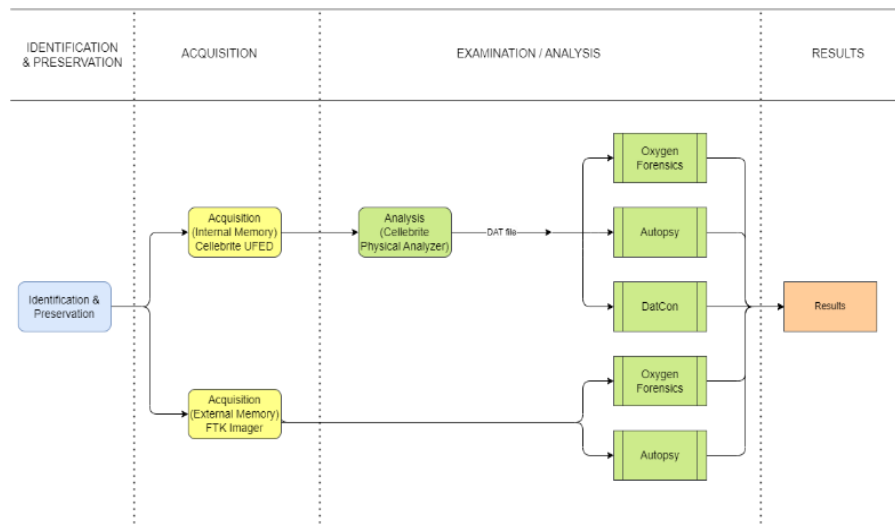 IDENTIFICATION
& PRESERVATION
ACQUISITION
EXAMINATION / ANALYSIS
RESULTS
Identification &
Preservation
Acquisition
(Internal Memory)
Cellebrite UFED
Acquisition
(External Memory)
FTK Imager
Analysis
(Cellebrite
Physical Analyzer)
DAT file
Oxygen
Forensics
Autopsy
DatCon
Oxygen
Forensics
Autopsy
Results